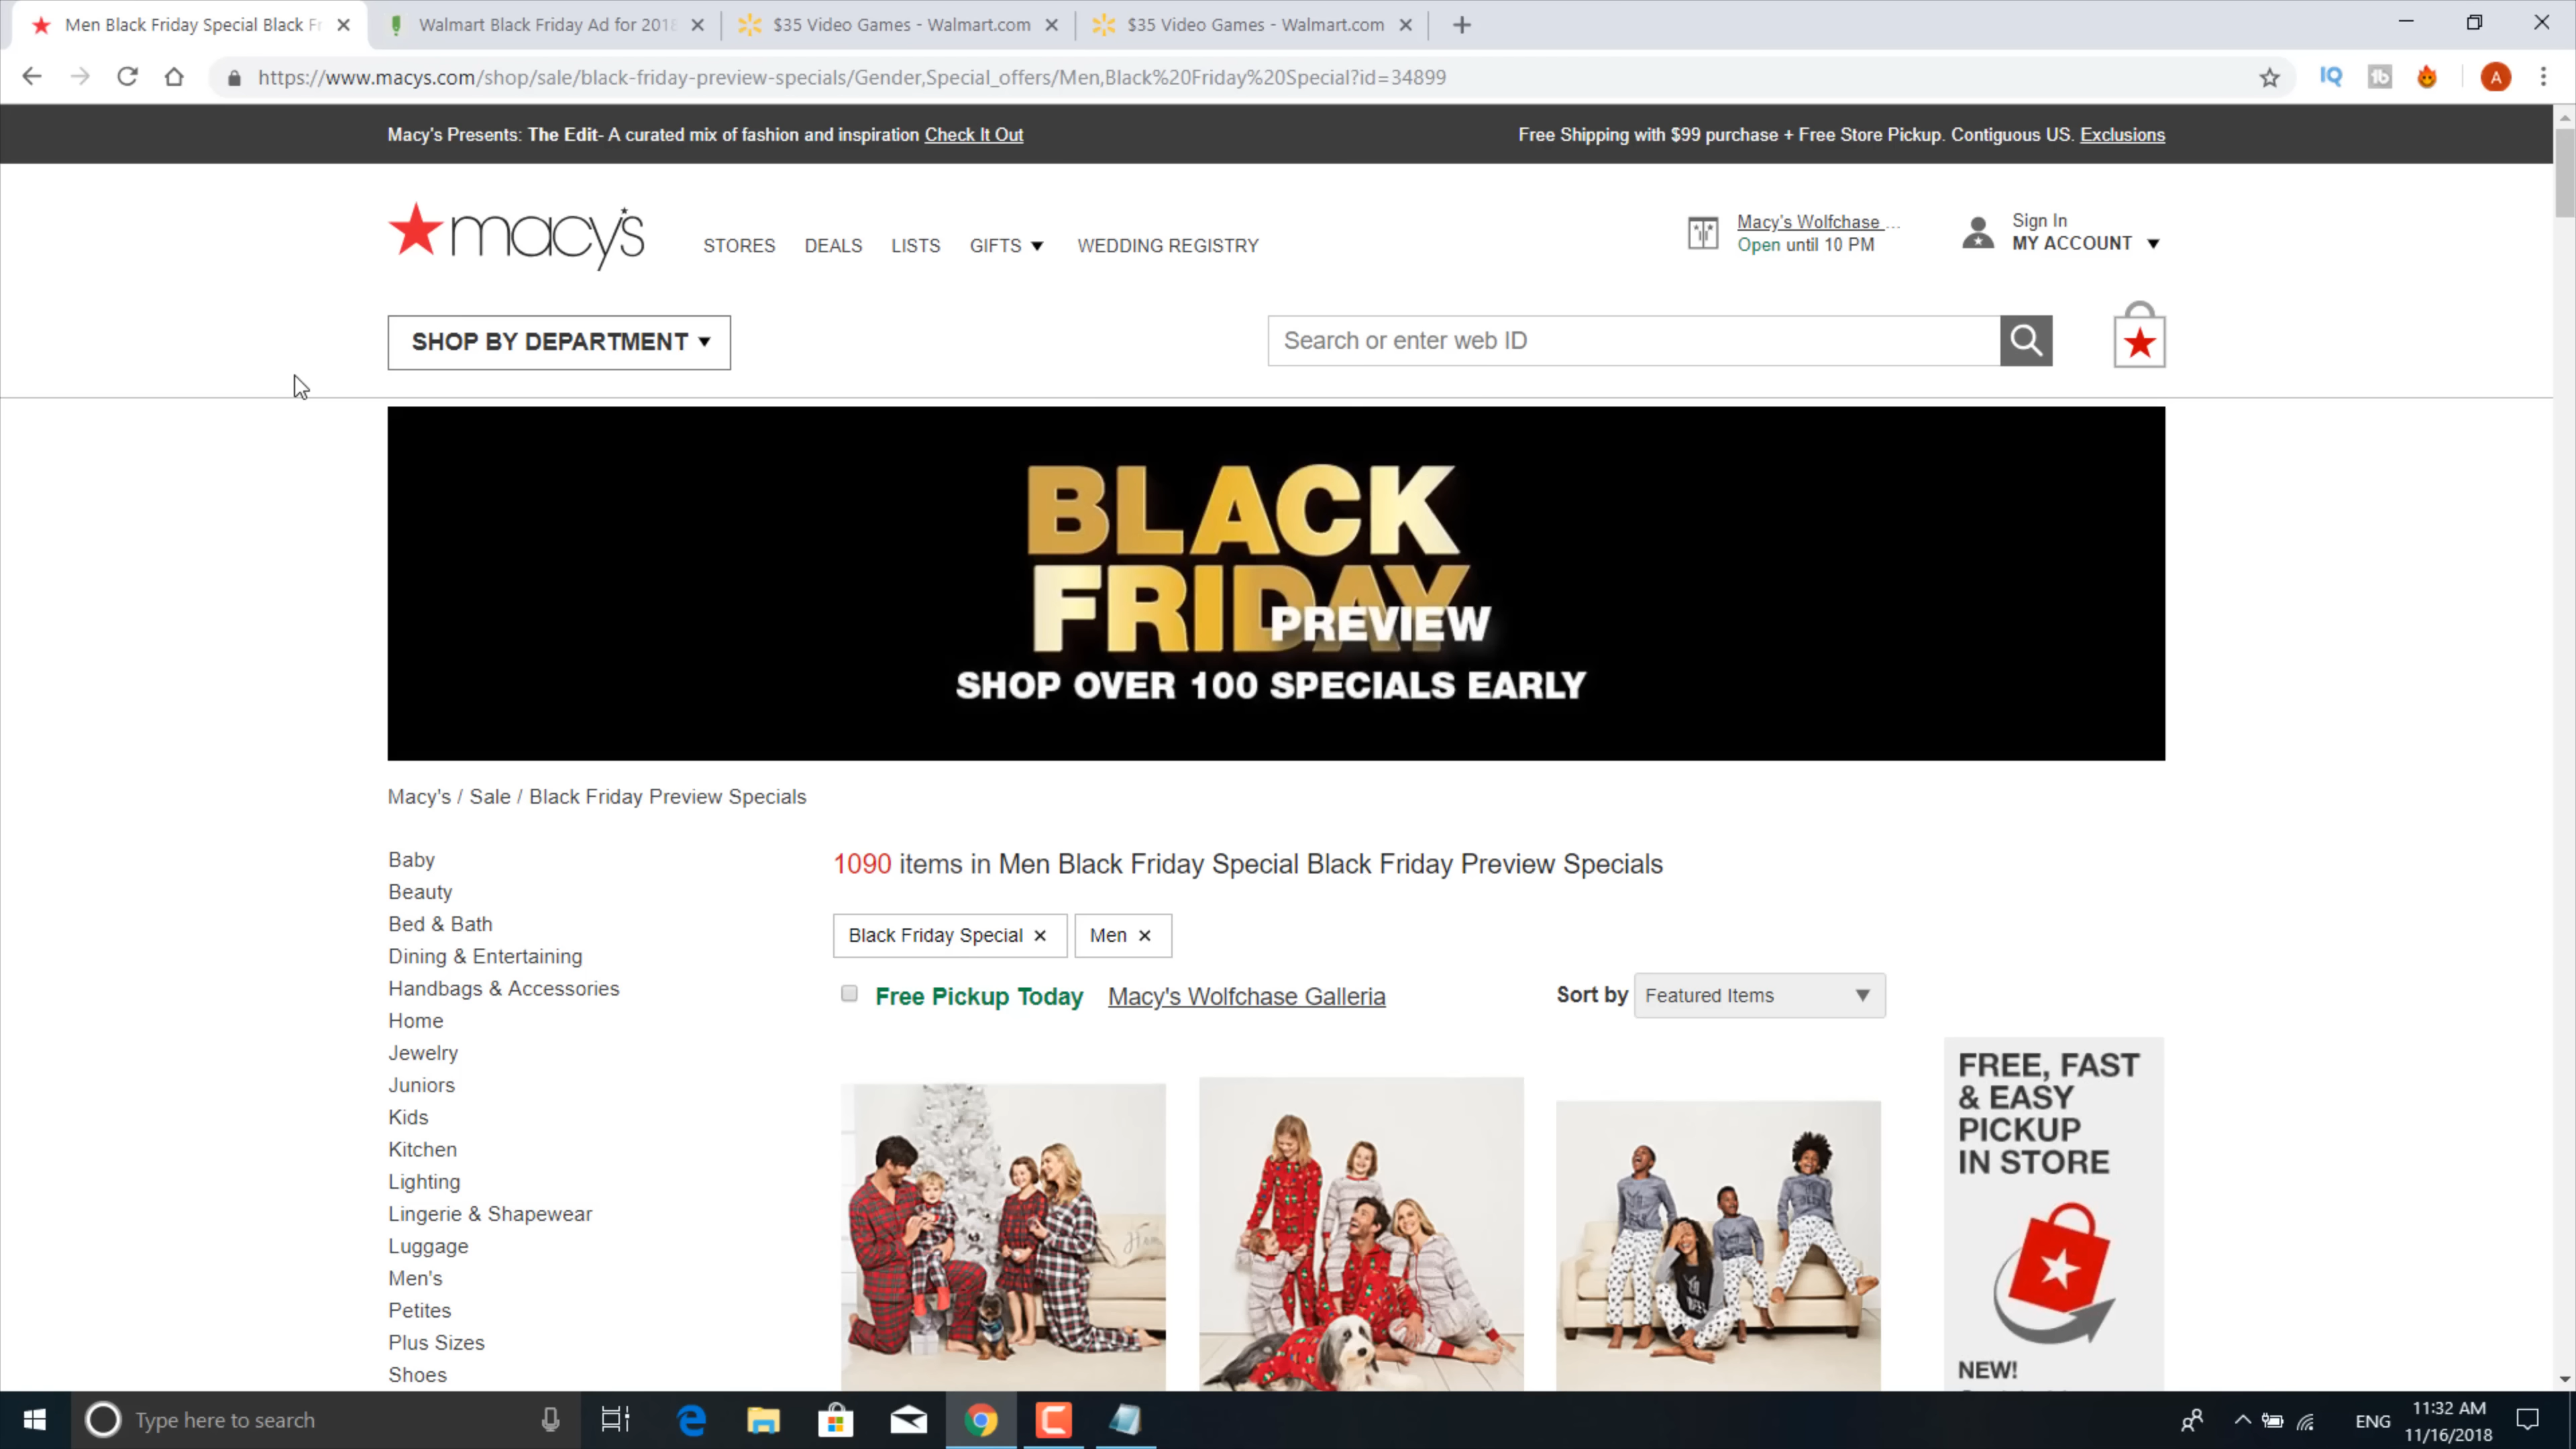 Men Black Friday Special Black Fr
Walmart Black Friday Ad for 2018
$35 Video Games - Walmart.com
$35 Video Games - Walmart.com
https://www.macys.com/shop/sale/black-friday-preview-specials/Gender,Special_offers/Men,Black%20Friday%20Special?id=34899
IQ
tb
A
Macy's Presents: The Edit- A curated mix of fashion and inspiration Check It Out
Free Shipping with $99 purchase + Free Store Pickup. Contiguous US. Exclusions
macy's
STORES
DEALS
LISTS
GIFTS
WEDDING REGISTRY
Macy's Wolfchase ...
Open until 10 PM
Sign In
MY ACCOUNT
SHOP BY DEPARTMENT
Search or enter web ID
BLACK
FRIDAY
PREVIEW
SHOP OVER 100 SPECIALS EARLY
Macy's / Sale / Black Friday Preview Specials
Baby
Beauty
Bed & Bath
Dining & Entertaining
Handbags & Accessories
Home
Jewelry
Juniors
Kids
Kitchen
Lighting
Lingerie & Shapewear
Luggage
Men's
Petites
Plus Sizes
Shoes
1090 items in Men Black Friday Special Black Friday Preview Specials
Black Friday Special ×
Men ×
Free Pickup Today
Macy's Wolfchase Galleria
Sort by
Featured Items
FREE, FAST
& EASY
PICKUP
IN STORE
NEW!
Type here to search
ENG
11:32 AM
11/16/2018